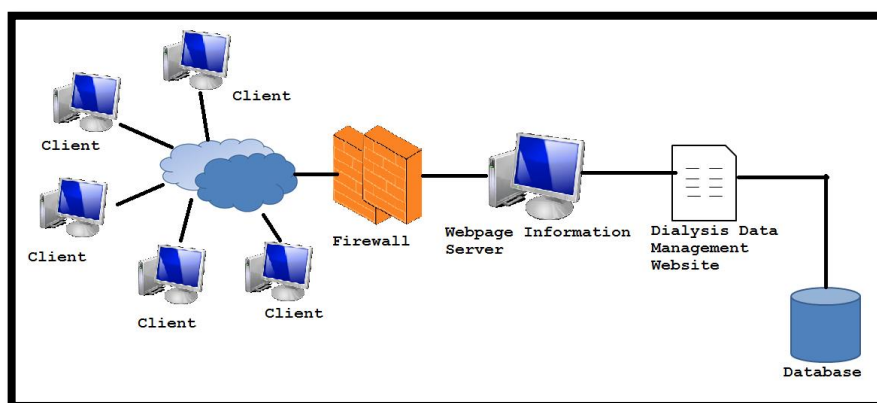 Client
Client
Client
Client
Client
Firewall
Webpage Information
Server
Dialysis Data
Management
Website
Database